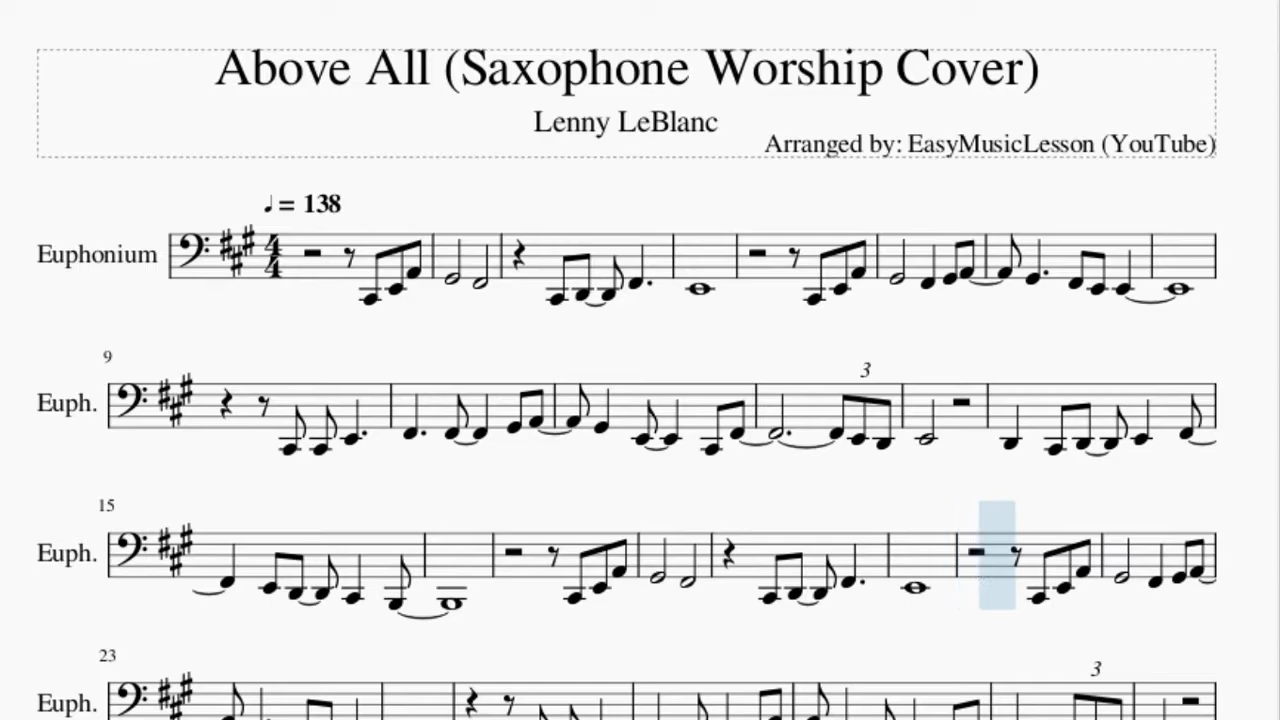 Above All (Saxophone Worship Cover)
Lenny LeBlanc
Arranged by: EasyMusicLesson (YouTube)
♩ = 138
Euphonium
4
4
9
3
Euph.
15
Euph.
23
3
Euph.